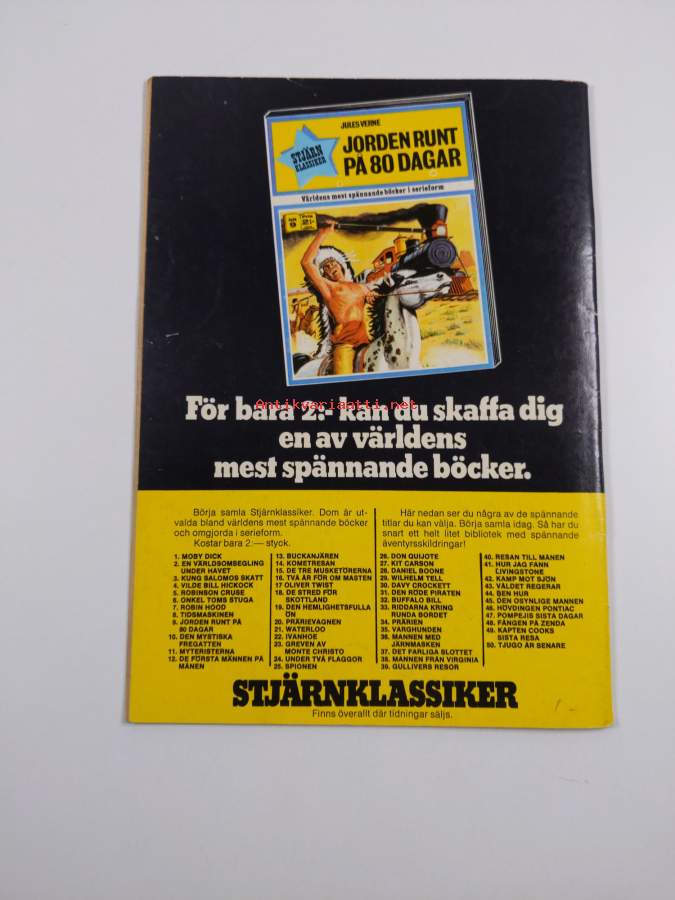 JULES VERNE
STJÄRN
KLASSIKER
JORDEN RUNT
PÅ 80 DAGAR
Världens mest spännande böcker i serieform
NR
9
PRIS
2:-
För bara 2:- kan du skaffa dig
en av världens
mest spännande böcker.
Antikvariaatti.net
Börja samla Stjärnklassiker. Dom är ut-
valda bland världens mest spännande böcker
och omgjorda i serieform.
Kostar bara 2:— styck.
Här nedan ser du några av de spännande
titlar du kan välja. Börja samla idag. Så har du
snart ett helt litet bibliotek med spännande
äventyrsskildringar!
1. MOBY DICK
2. EN VÄRLDSOMSEGLING
UNDER HAVET
3. KUNG SALOMOS SKATT
4. VILDE BILL HICKOCK
5. ROBINSON CRUSE
6. ONKEL TOMS STUGA
7. ROBIN HOOD
8. TIDSMASKINEN
9. JORDEN RUNT PÅ
80 DAGAR
10. DEN MYSTISKA
FREGATTEN
11. MYTERISTERNA
12. DE FÖRSTA MÄNNEN PÅ
MÅNEN
13. BUCKANJÄREN
14. KOMETRESAN
15. DE TRE MUSKETÖRERNA
16. TVÅ ÅR FÖR OM MASTEN
17 OLIVER TWIST
18. DE STRED FÖR
SKOTTLAND
19. DEN HEMLIGHETSFULLA
ÖN
20. PRÄRIEVAGNEN
21. WATERLOO
22. IVANHOE
23. GREVEN AV
MONTE CHRISTO
24. UNDER TVÅ FLAGGOR
25. SPIONEN
26. DON QUIJOTE
27. KIT CARSON
28. DANIEL BOONE
29. WILHELM TELL
30. DAVY CROCKETT
31. DEN RÖDE PIRATEN
32. BUFFALO BILL
33. RIDDARNA KRING
RUNDA BORDET
34. PRÄRIEN
35. VARGHUNDEN
36. MANNEN MED
JÄRNMASKEN
37. DET FARLIGA BLOTTET
38. MANNEN FRÅN VIRGINIA
39. GULLIVERS RESOR
40. RESAN TILL MÅNEN
41. HUR JAG FANN
LIVINGSTONE
42. KAMP MOT SJÖN
43. VÄLDET REGERAR
44. BEN HUR
45. DEN OSYNLIGE MANNEN
46. HÖVDINGEN PONTIAC
47. POMPEJIS SISTA DAGAR
48. FÅNGEN PÅ ZENDA
49. KAPTEN COOKS
SISTA RESA
50. TJUGO ÅR SENARE
STJÄRNKLASSIKER
Finns överallt där tidningar säljs.